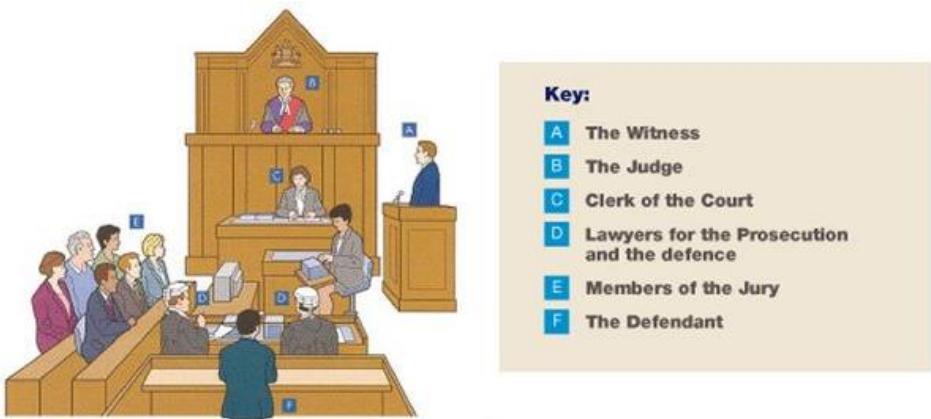 B
A
C
E
D
D
F
Key:
A The Witness
B The Judge
C Clerk of the Court
D Lawyers for the Prosecution
and the defence
E Members of the Jury
F The Defendant